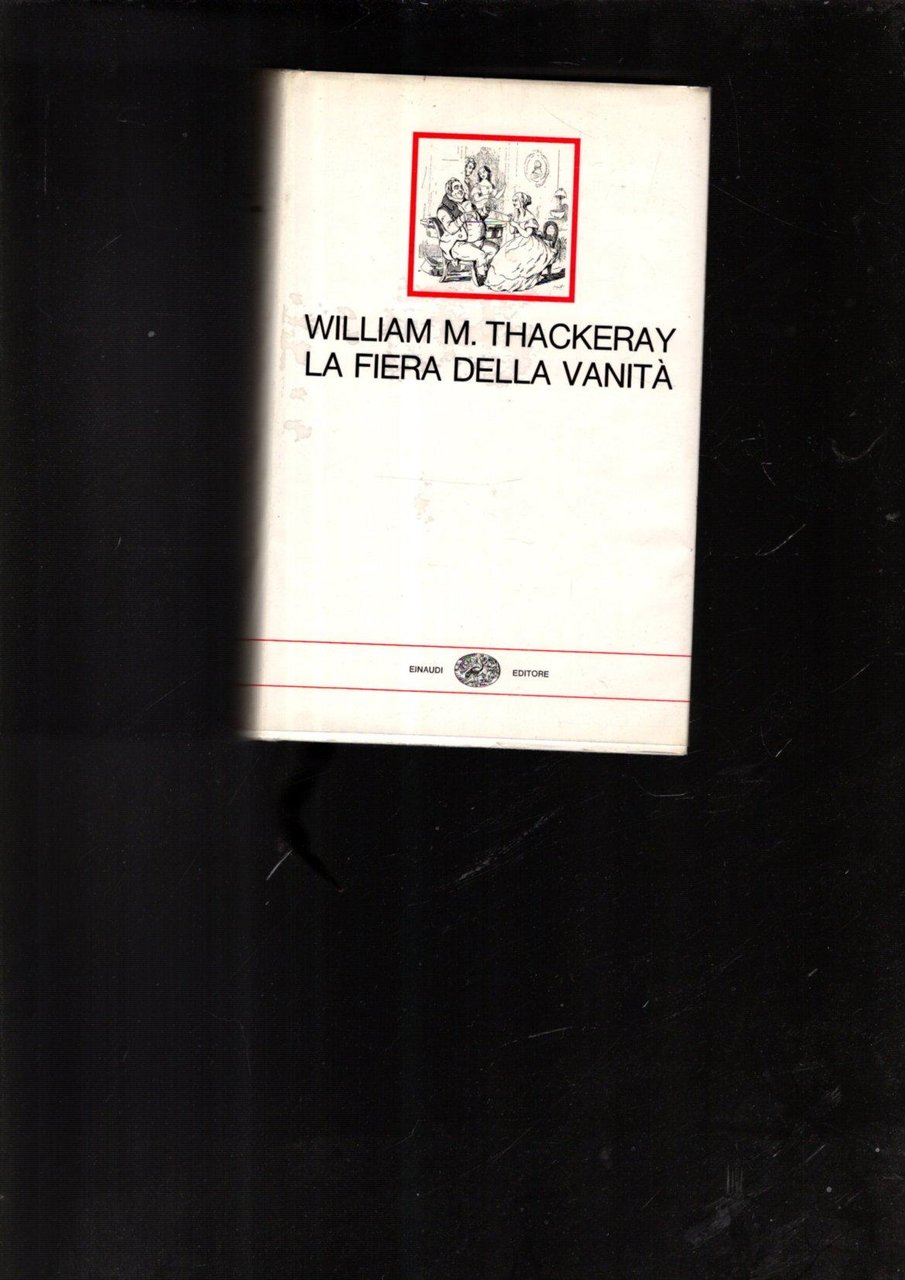 WILLIAM M. THACKERAY
LA FIERA DELLA VANITÀ
EINAUDI EDITORE